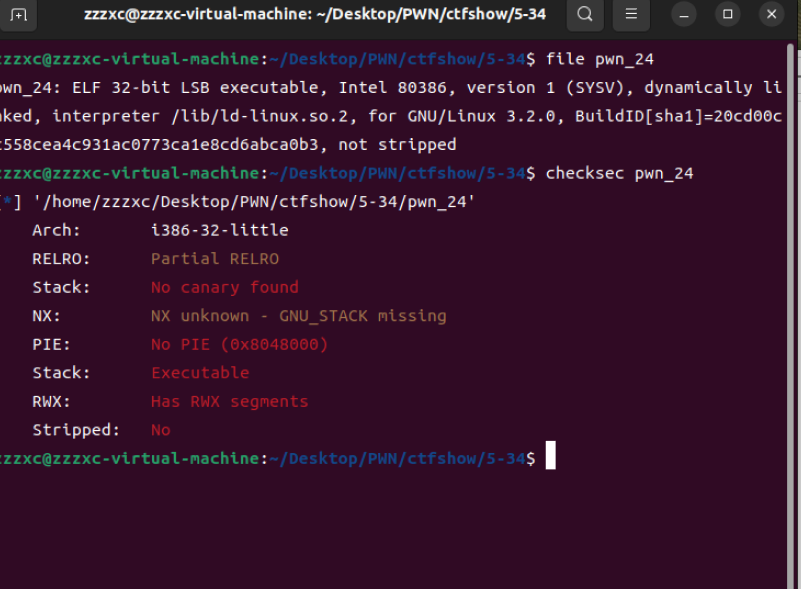 zzzxc@zzzxc-virtual-machine: ~/Desktop/PWN/ctfshow/5-34
zzxc@zzzxc-virtual-machine:~/Desktop/PWN/ctfshow/5-34$ file pwn_24
pwn_24: ELF 32-bit LSB executable, Intel 80386, version 1 (SYSV), dynamically li
nked, interpreter /lib/ld-linux.so.2, for GNU/Linux 3.2.0, BuildID[sha1]=20cd00c
c558cea4c931ac0773ca1e8cd6abca0b3, not stripped
zzxc@zzzxc-virtual-machine:~/Desktop/PWN/ctfshow/5-34$ checksec pwn_24
[*] '/home/zzzxc/Desktop/PWN/ctfshow/5-34/pwn_24'
Arch: i386-32-little
RELRO: Partial RELRO
Stack: No canary found
NX: NX unknown - GNU_STACK missing
PIE: No PIE (0x8048000)
Stack: Executable
RWX: Has RWX segments
Stripped: No
zzxc@zzzxc-virtual-machine:~/Desktop/PWN/ctfshow/5-34$